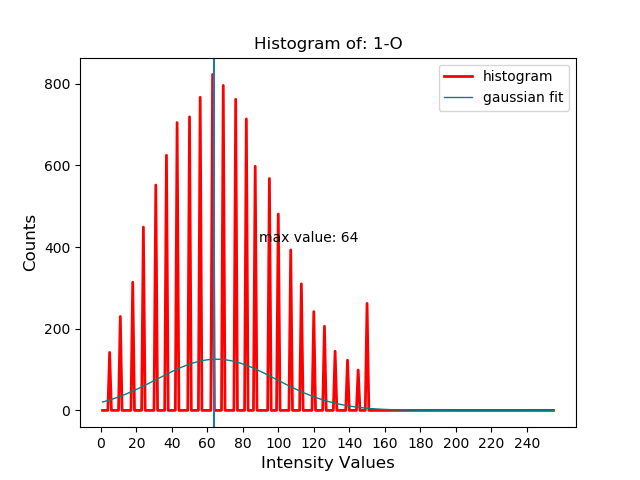 Histogram of: 1-O
histogram
gaussian fit
max value: 64
Counts
800
600
400
200
0
0 20 40 60 80 100 120 140 160 180 200 220 240
Intensity Values